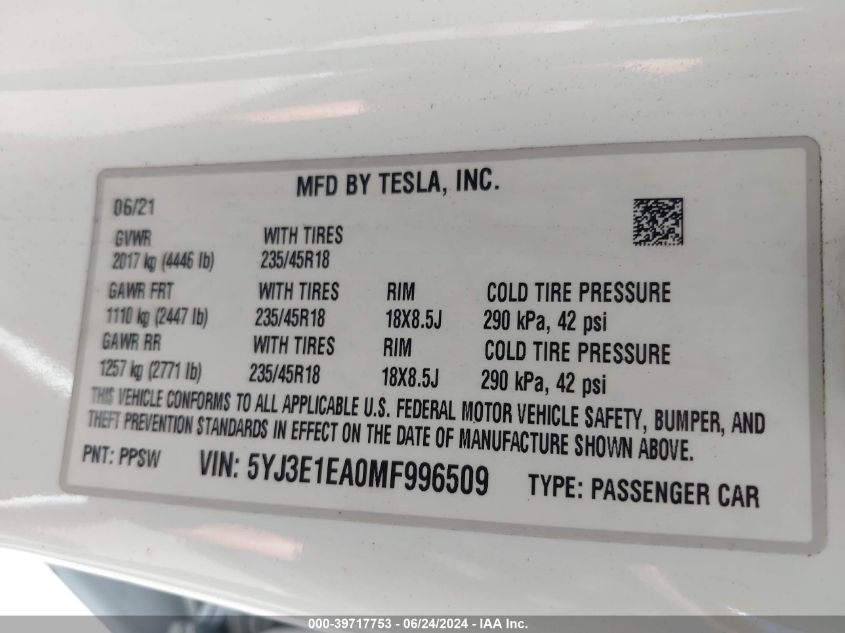 MFD BY TESLA, INC.
06/21
GVWR WITH TIRES
2017 kg (4446 lb) 235/45R18
GAWR FRT WITH TIRES RIM COLD TIRE PRESSURE
1110 kg (2447 lb) 235/45R18 18X8.5J 290 kPa, 42 psi
GAWR RR WITH TIRES RIM COLD TIRE PRESSURE
1257 kg (2771 lb) 235/45R18 18X8.5J 290 kPa, 42 psi
THIS VEHICLE CONFORMS TO ALL APPLICABLE U.S. FEDERAL MOTOR VEHICLE SAFETY, BUMPER, AND
THEFT PREVENTION STANDARDS IN EFFECT ON THE DATE OF MANUFACTURE SHOWN ABOVE.
PNT: PPSW VIN: 5YJ3E1EA0MF996509 TYPE: PASSENGER CAR
000-39717753 - 06/24/2024 - IAA Inc.